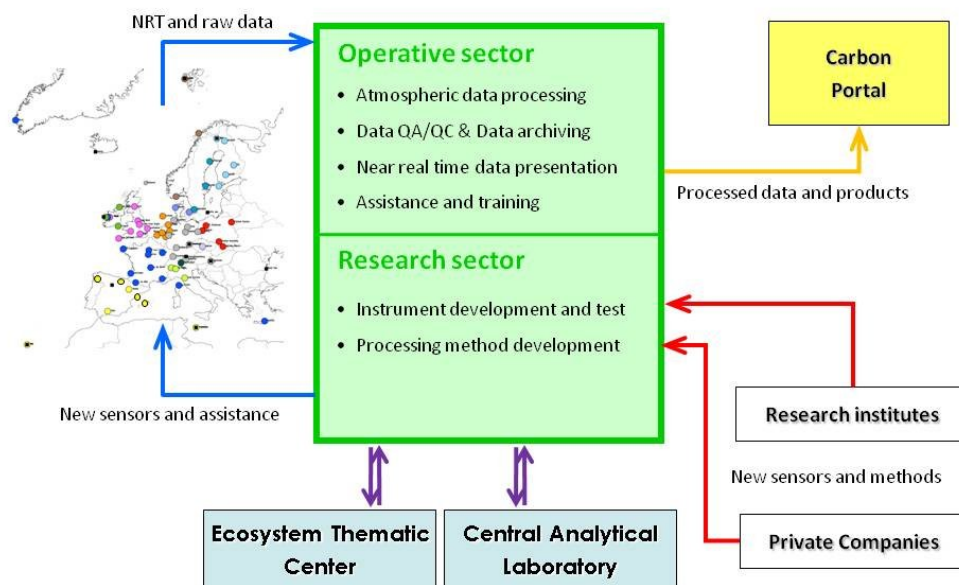 NRT and raw data
Operative sector
• Atmospheric data processing
• Data QA/QC & Data archiving
• Near real time data presentation
• Assistance and training
Carbon
Portal
Processed data and products
Research sector
• Instrument development and test
• Processing method development
New sensors and assistance
Research institutes
New sensors and methods
Private Companies
Ecosystem Thematic
Center
Central Analytical
Laboratory